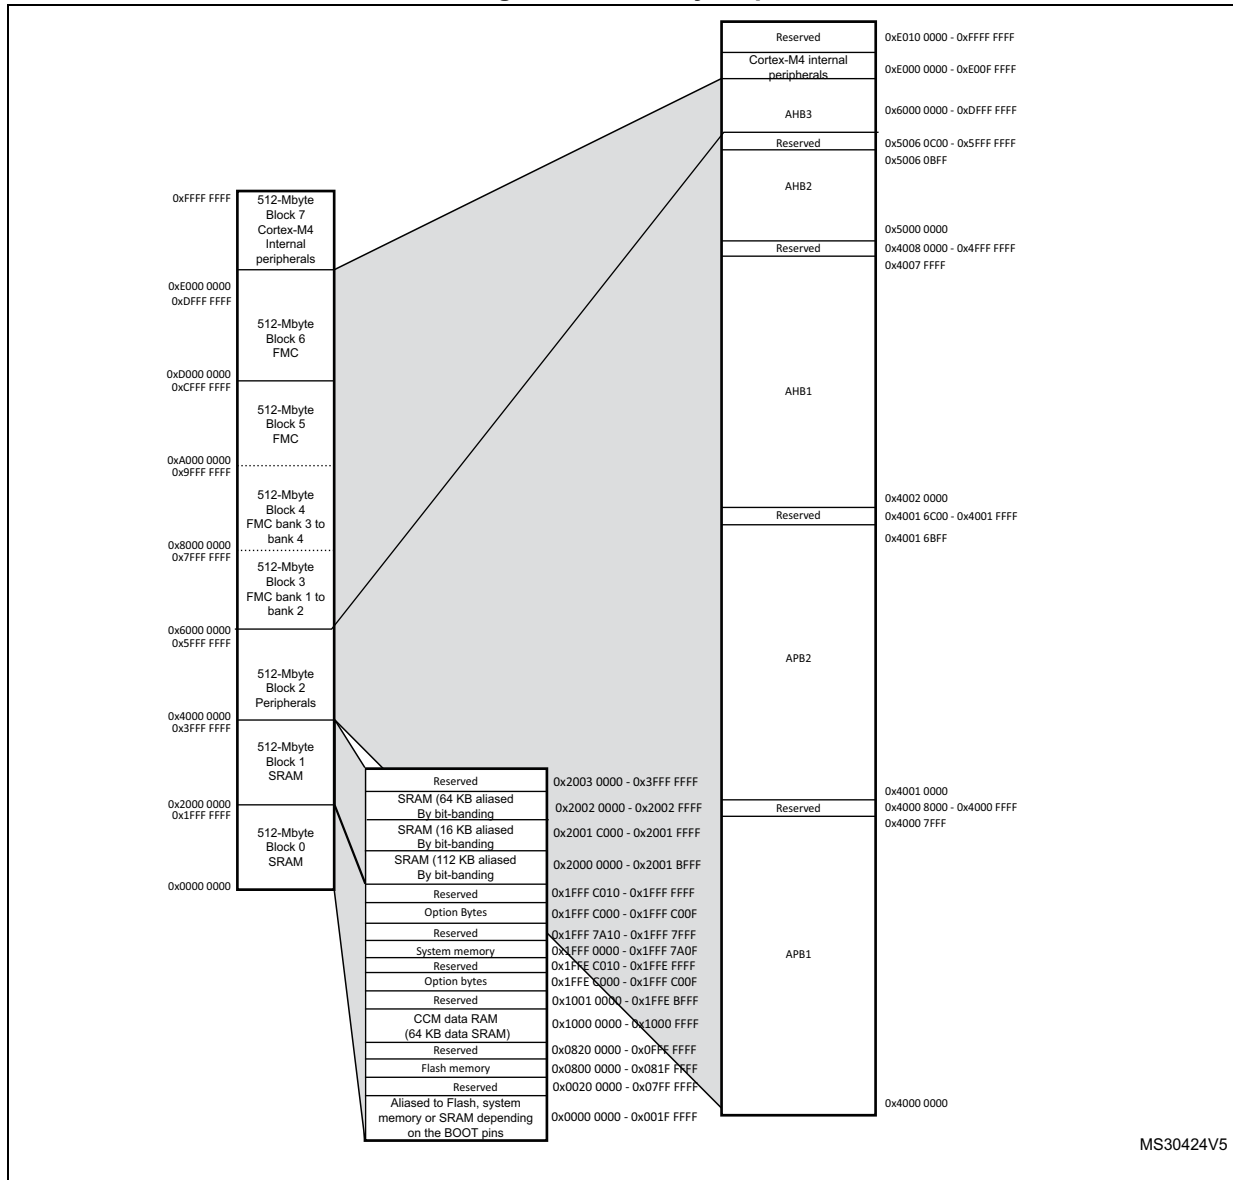 Reserved
0xE010 0000 - 0xFFFF FFFF
Cortex-M4 internal
peripherals
0xE000 0000 - 0xE00F FFFF
AHB3
0x6000 0000 - 0xDFFF FFFF
Reserved
0x5006 0C00 - 0x5FFF FFFF
0x5006 0BFF
AHB2
0x5000 0000
Reserved
0x4008 0000 - 0x4FFF FFFF
0x4007 FFFF
AHB1
0x4002 0000
Reserved
0x4001 6C00 - 0x4001 FFFF
0x4001 6BFF
APB2
0x4001 0000
Reserved
0x4000 8000 - 0x4000 FFFF
0x4000 7FFF
APB1
0x4000 0000
0xFFFF FFFF
512-Mbyte
Block 7
Cortex-M4
Internal
peripherals
0xE000 0000
0xDFFF FFFF
512-Mbyte
Block 6
FMC
0xD000 0000
0xCFFF FFFF
512-Mbyte
Block 5
FMC
0xA000 0000
0x9FFF FFFF
512-Mbyte
Block 4
FMC bank 3 to
bank 4
0x8000 0000
0x7FFF FFFF
512-Mbyte
Block 3
FMC bank 1 to
bank 2
0x6000 0000
0x5FFF FFFF
512-Mbyte
Block 2
Peripherals
0x4000 0000
0x3FFF FFFF
512-Mbyte
Block 1
SRAM
0x2000 0000
0x1FFF FFFF
512-Mbyte
Block 0
SRAM
0x0000 0000
Reserved
0x2003 0000 - 0x3FFF FFFF
SRAM (64 KB aliased
By bit-banding
0x2002 0000 - 0x2002 FFFF
SRAM (16 KB aliased
By bit-banding
0x2001 C000 - 0x2001 FFFF
SRAM (112 KB aliased
By bit-banding
0x2000 0000 - 0x2001 BFFF
Reserved
0x1FFF C010 - 0x1FFF FFFF
Option Bytes
0x1FFF C000 - 0x1FFF C00F
Reserved
0x1FFF 7A10 - 0x1FFF 7FFF
System memory
0x1FFF 0000 - 0x1FFF 7A0F
Reserved
0x1FFE C010 - 0x1FFE FFFF
Option bytes
0x1FFE C000 - 0x1FFF C00F
Reserved
0x1001 0000 - 0x1FFE BFFF
CCM data RAM
(64 KB data SRAM)
0x1000 0000 - 0x1000 FFFF
Reserved
0x0820 0000 - 0x0FFF FFFF
Flash memory
0x0800 0000 - 0x081F FFFF
Reserved
0x0020 0000 - 0x07FF FFFF
Aliased to Flash, system
memory or SRAM depending
on the BOOT pins
0x0000 0000 - 0x001F FFFF
MS30424V5